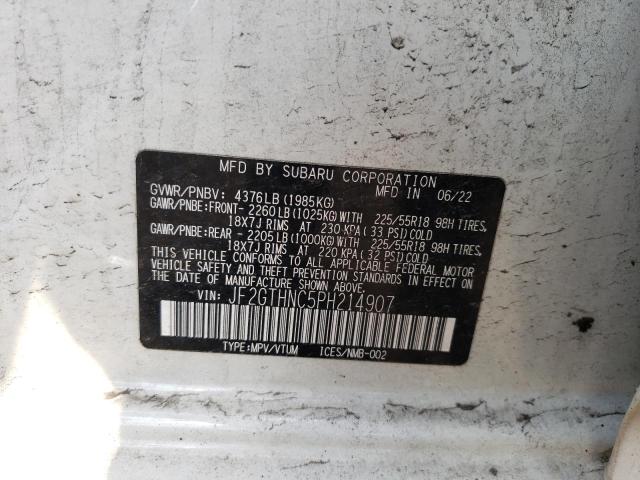 MFD BY SUBARU CORPORATION
MFD IN 06/22
GVWR/PNBV: 4376LB (1985KG)
GAWR/PNBE:FRONT- 2260LB(1025KG)WITH 225/55R18 98H TIRES,
18X7J RIMS AT 230 KPA(33 PSI)COLD
GAWR/PNBE:REAR - 2205LB(1000KG)WITH 225/55R18 98H TIRES,
18X7J RIMS AT 220 KPA(32 PSI)COLD
THIS VEHICLE CONFORMS TO ALL APPLICABLE FEDERAL MOTOR
VEHICLE SAFETY AND THEFT PREVENTION STANDARDS IN EFFECT ON
THE DATE OF MANUFACTURE SHOWN ABOVE.
VIN: JF2GTHNC5PH214907
TYPE:MPV/VTUM ICES/NMB-002